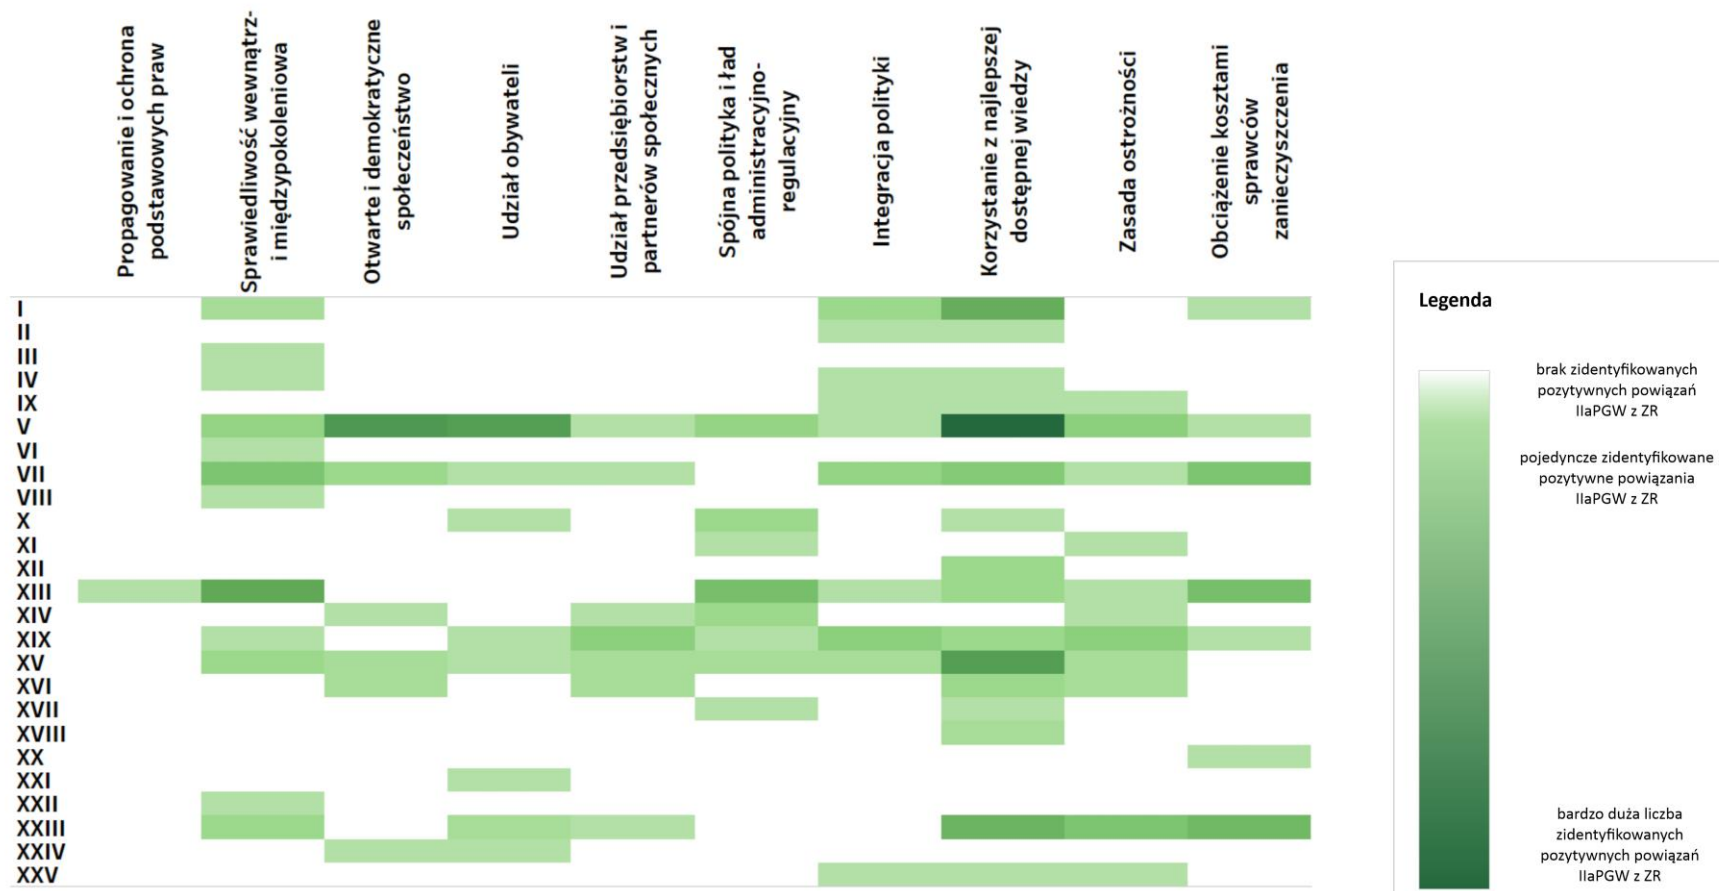 Propagowanie i ochrona
podstawowych praw
Sprawiedliwość wewnątrz-
i międzypokoleniowa
Otwarte i demokratyczne
społeczeństwo
Udział obywateli
Udział przedsiębiorstw i
partnerów społecznych
Spójna polityka i ład
administracyjno-
regulacyjny
Integracja polityki
Korzystanie z najlepszej
dostępnej wiedzy
Zasada ostrożności
Obciążenie kosztami
sprawców
zanieczyszczenia
I
II
III
IV
IX
V
VI
VII
VIII
X
XI
XII
XIII
XIV
XIX
XV
XVI
XVII
XVIII
XX
XXI
XXII
XXIII
XXIV
XXV
Legenda
brak zidentyfikowanych
pozytywnych powiązań
IIaPGW z ZR
pojedyncze zidentyfikowane
pozytywne powiązania
IIaPGW z ZR
bardzo duża liczba
zidentyfikowanych
pozytywnych powiązań
IIaPGW z ZR